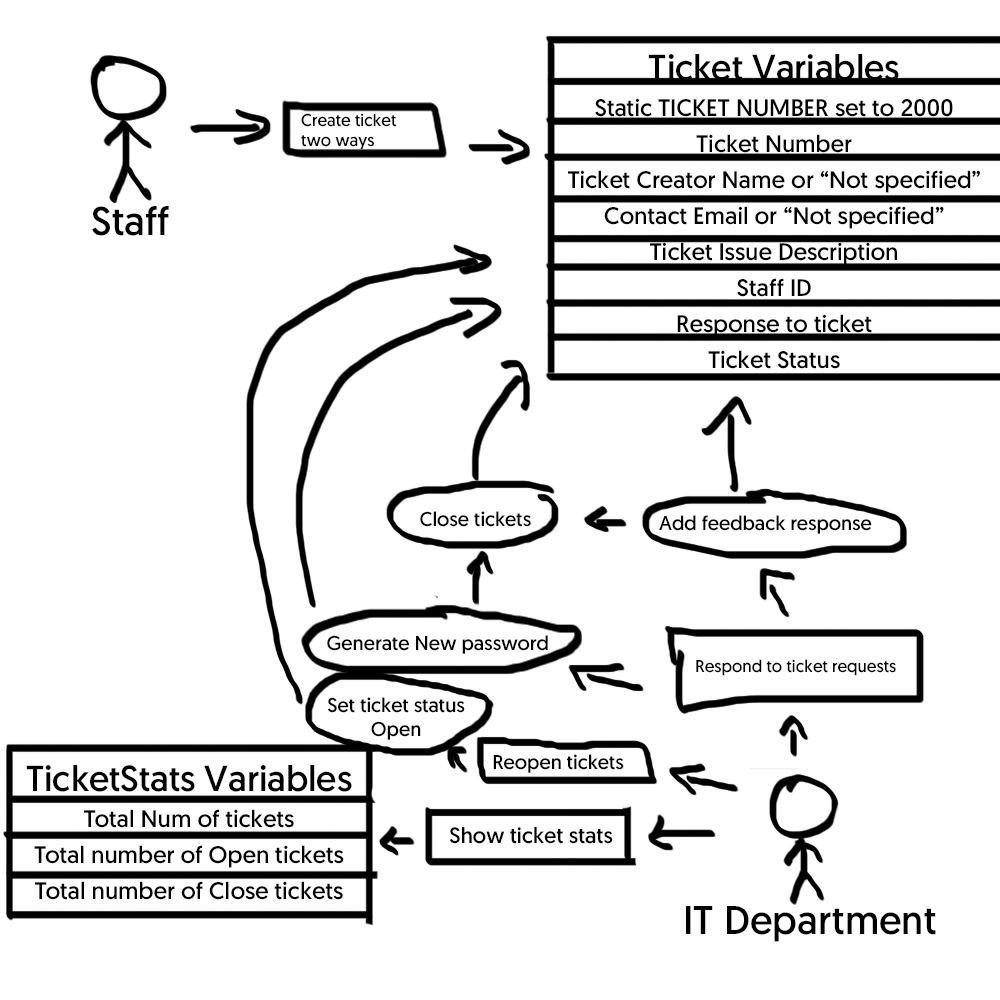 Ticket Variables
Create ticket
two ways
Static TICKET NUMBER set to 2000
Ticket Number
Ticket Creator Name or “Not specified”
Contact Email or “Not specified”
Ticket Issue Description
Staff ID
Response to ticket
Ticket Status
Staff
Close tickets
Add feedback response
Generate New password
Respond to ticket requests
Set ticket status
Open
Reopen tickets
TicketStats Variables
Total Num of tickets
Total number of Open tickets
Total number of Close tickets
Show ticket stats
IT Department